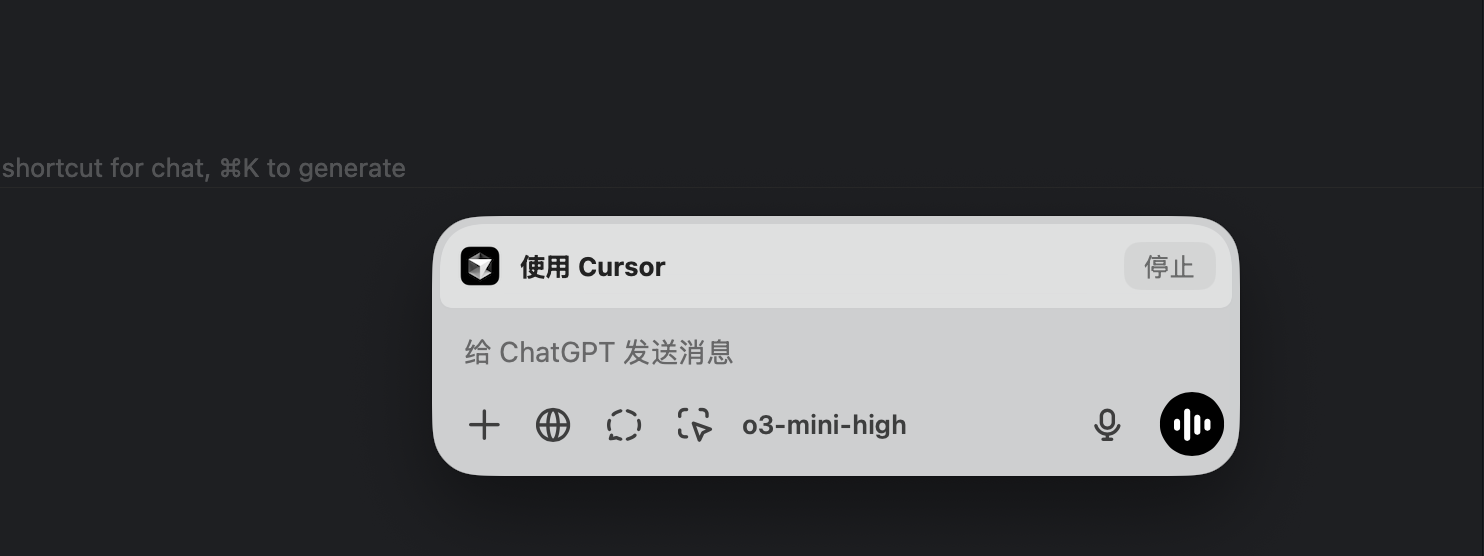 shortcut for chat, ⌘K to generate
使用 Cursor
停止
给 ChatGPT 发送消息
o3-mini-high